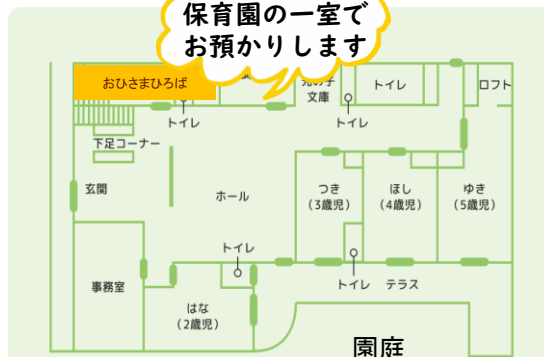 保育園の一室で
お預かりします
おひさまひろば
文庫
トイレ
ロフト
トイレ
トイレ
下足コーナー
玄関
ホール
つき
(3歳児)
ほし
(4歳児)
ゆき
(5歳児)
トイレ
事務室
はな
(2歳児)
トイレ
テラス
園庭